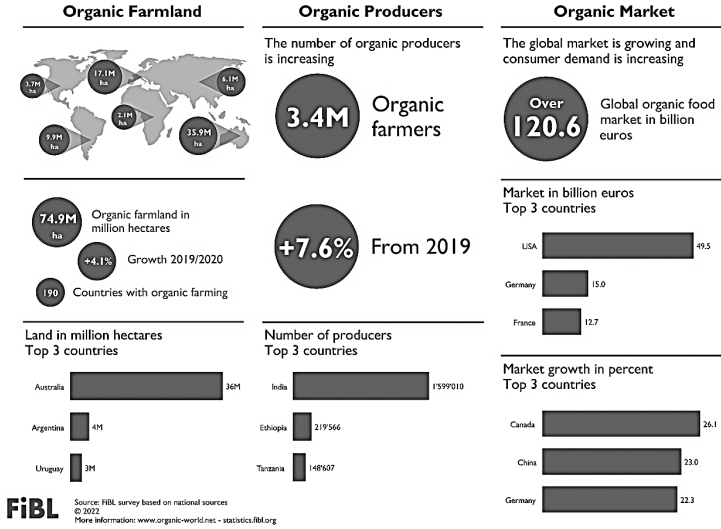 Organic Farmland
3.7M
ha
17.1M
ha
6.1M
ha
2.1M
ha
9.9M
ha
35.9M
ha
74.9M
ha
Organic farmland in
million hectares
+4.1%
Growth 2019/2020
190
Countries with organic farming
Land in million hectares
Top 3 countries
Australia
36M
Argentina
4M
Uruguay
3M
Organic Producers
The number of organic producers
is increasing
3.4M
Organic
farmers
+7.6%
From 2019
Number of producers
Top 3 countries
India
1'599'010
Ethiopia
219'566
Tanzania
148'607
Organic Market
The global market is growing and
consumer demand is increasing
Over
120.6
Global organic food
market in billion
euros
Market in billion euros
Top 3 countries
USA
49.5
Germany
15.0
France
12.7
Market growth in percent
Top 3 countries
Canada
26.1
China
23.0
Germany
22.3
FiBL
Source: FiBL survey based on national sources
© 2022
More information: www.organic-world.net - statistics.fibl.org